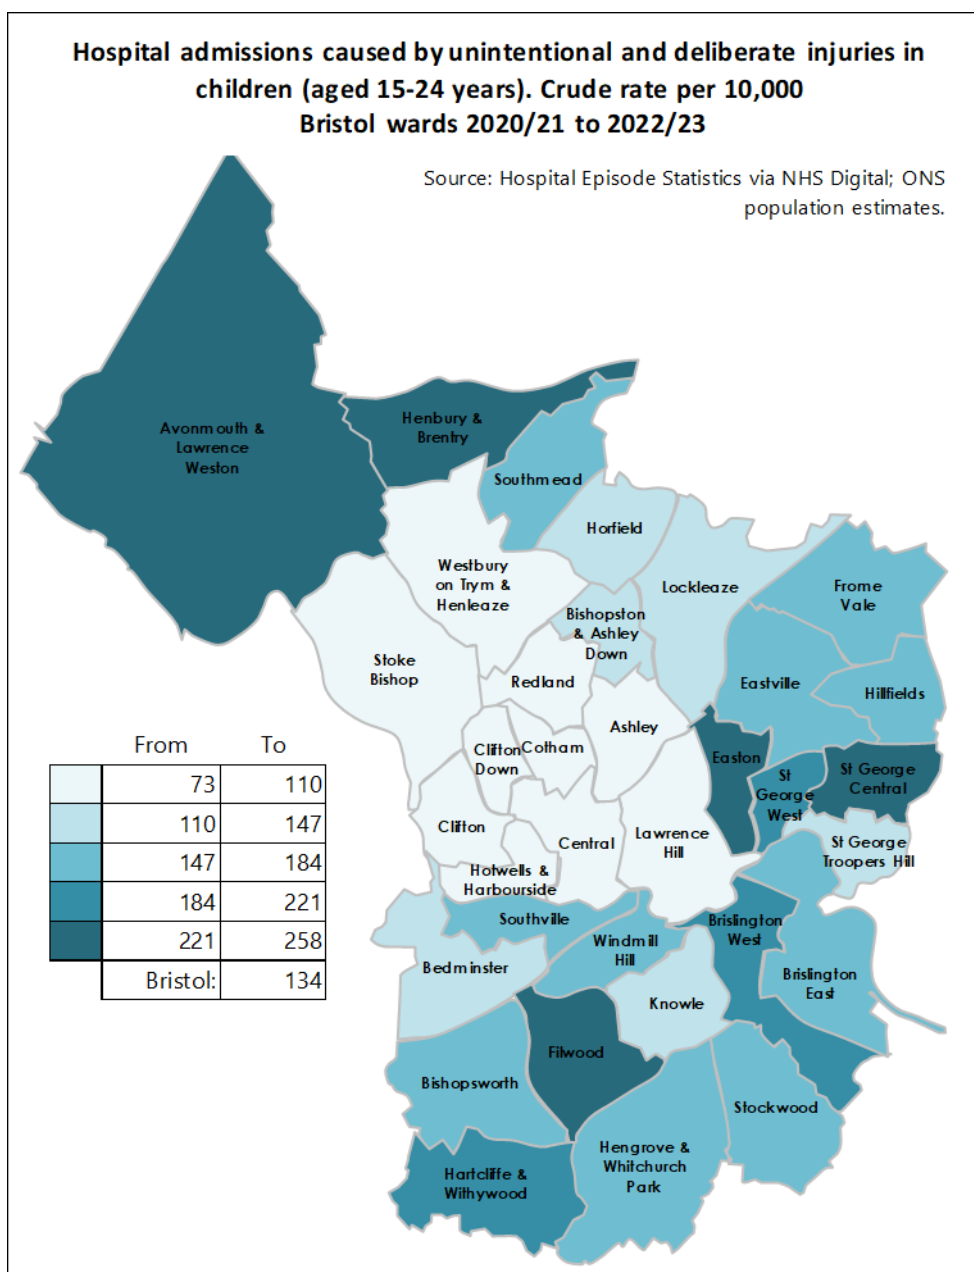 Hospital admissions caused by unintentional and deliberate injuries in
children (aged 15-24 years). Crude rate per 10,000
Bristol wards 2020/21 to 2022/23
Source: Hospital Episode Statistics via NHS Digital; ONS
population estimates.
Avonmouth &
Lawrence
Weston
Henbury &
Brentry
Southmead
Horfield
Westbury
on Trym &
Henleaze
Lockleaze
Frome
Vale
Bishopston
& Ashley
Down
Stoke
Bishop
Redland
Eastville
Hillfields
Ashley
Clifton
Down
Cotham
Easton
St
George
West
St George
Central
Clifton
Central
Lawrence
Hill
St George
Troopers Hill
Hotwells &
Harbourside
Southville
Windmill
Hill
Brislington
West
Bedminster
Knowle
Brislington
East
Filwood
Bishopsworth
Stockwood
Hengrove &
Whitchurch
Park
Hartcliffe &
Withywood
From To
73 110
110 147
147 184
184 221
221 258
Bristol: 134